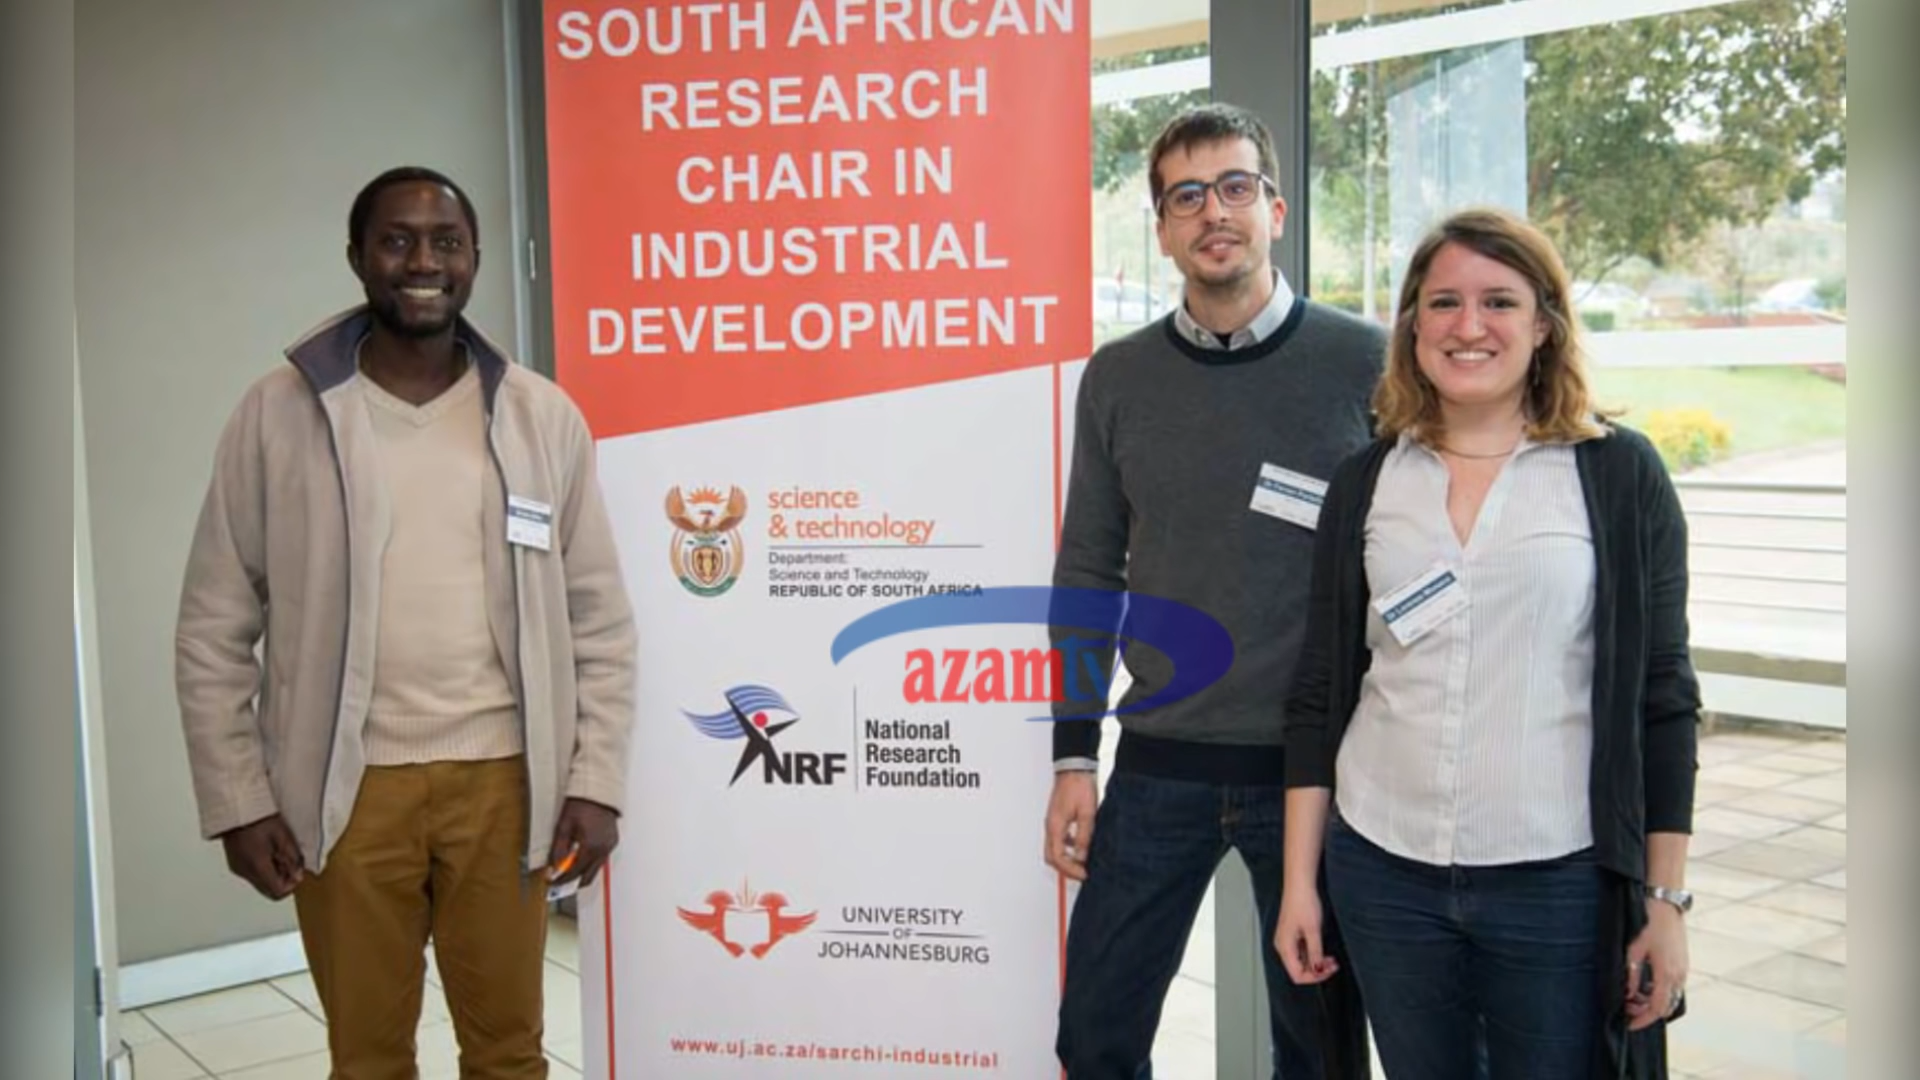 SOUTH AFRICAN
RESEARCH
CHAIR IN
INDUSTRIAL
DEVELOPMENT
science
& technology
Department:
Science and Technology
REPUBLIC OF SOUTH AFRICA
azamtv
NRF
National
Research
Foundation
UNIVERSITY
OF
JOHANNESBURG
www.uj.ac.za/sarchi-industrial